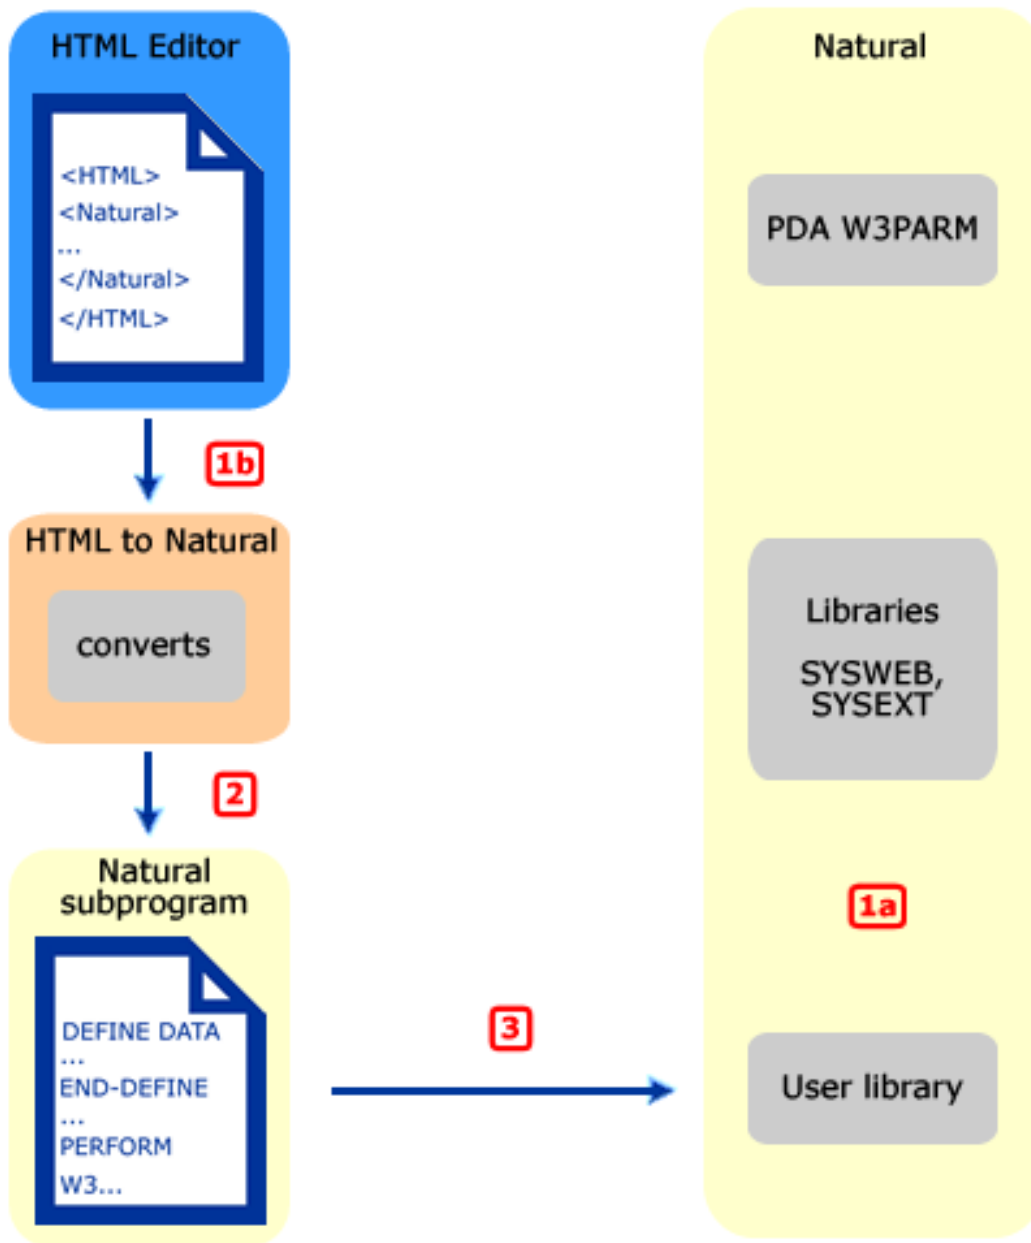 HTML Editor
<HTML>
<Natural>
...
</Natural>
</HTML>
1b
HTML to Natural
converts
2
Natural
subprogram
DEFINE DATA
...
END-DEFINE
...
PERFORM
W3...
3
Natural
PDA W3PARM
Libraries
SYSWEB,
SYSEXT
1a
User library